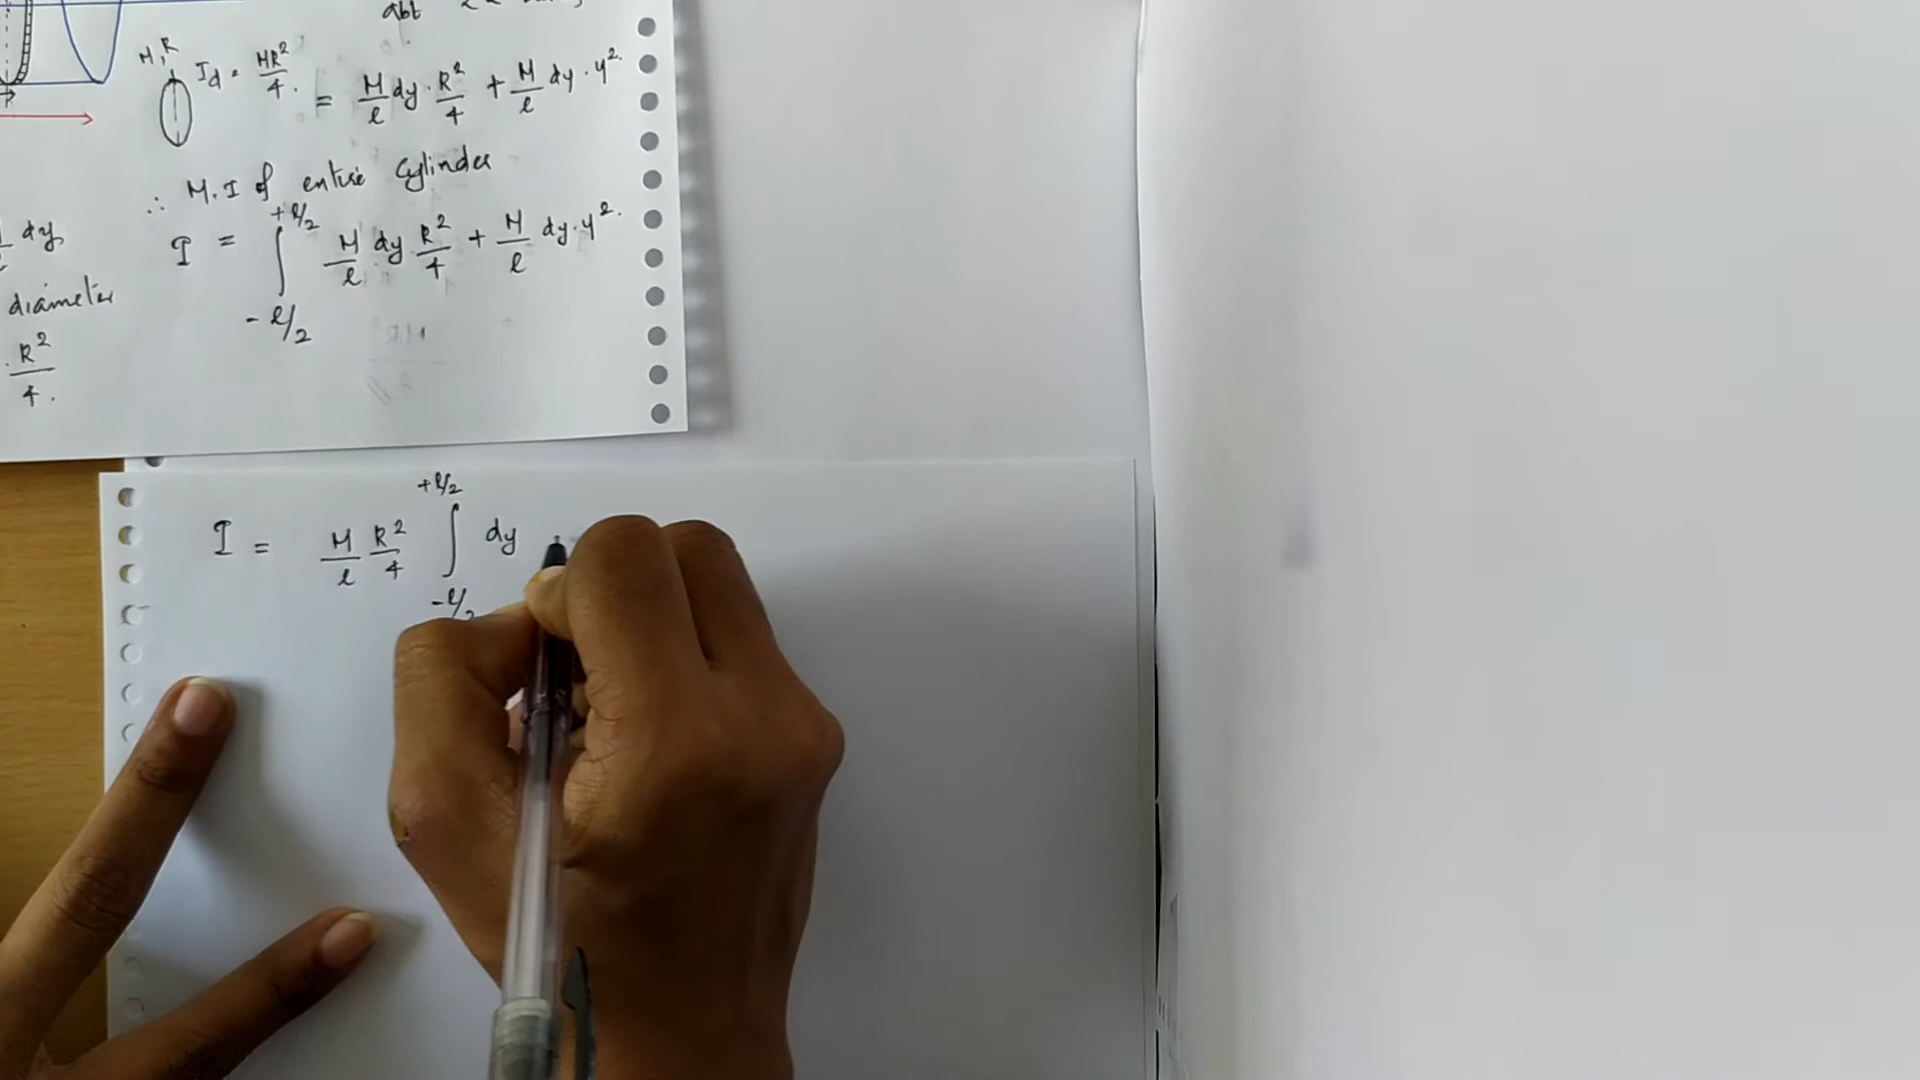 abt
M, R
I_d = MR²/4. = M/l dy · R²/4 + M/l dy · y².
∴ M.I of entire Cylinder
I = ∫_{-l/2}^{+l/2} M/l dy R²/4 + M/l dy · y².
dy
diameter
R²/4.
I = M/l R²/4 ∫_{-l/2}^{+l/2} dy